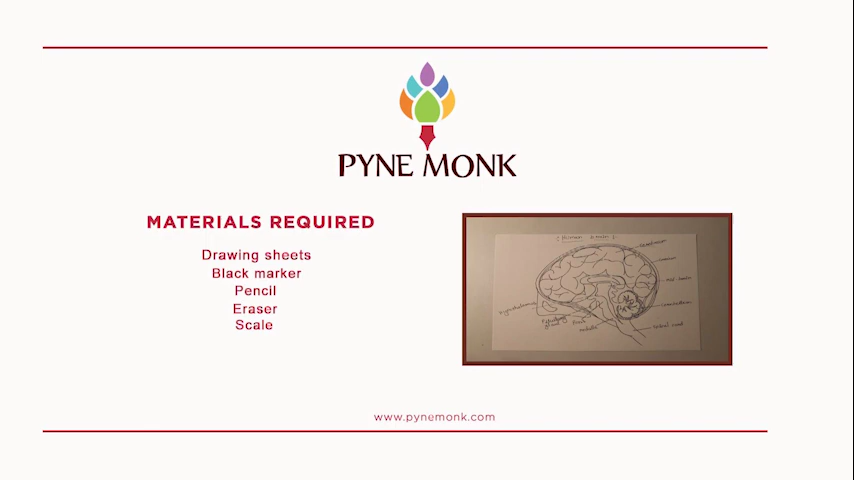 PYNE MONK
MATERIALS REQUIRED
Drawing sheets
Black marker
Pencil
Eraser
Scale
www.pynemonk.com